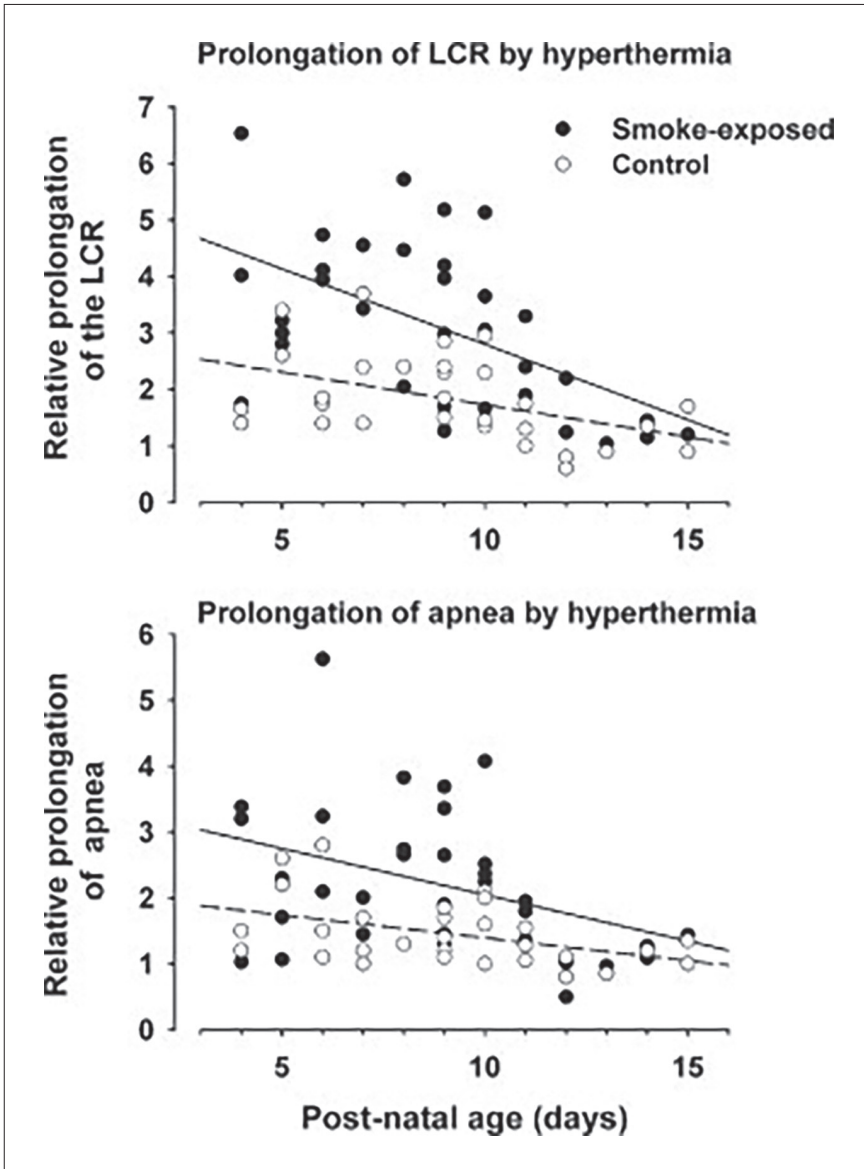 Prolongation of LCR by hyperthermia
Relative prolongation
of the LCR
7
6
5
4
3
2
1
0
Smoke-exposed
Control
5
10
15
Prolongation of apnea by hyperthermia
Relative prolongation
of apnea
6
5
4
3
2
1
0
5
10
15
Post-natal age (days)